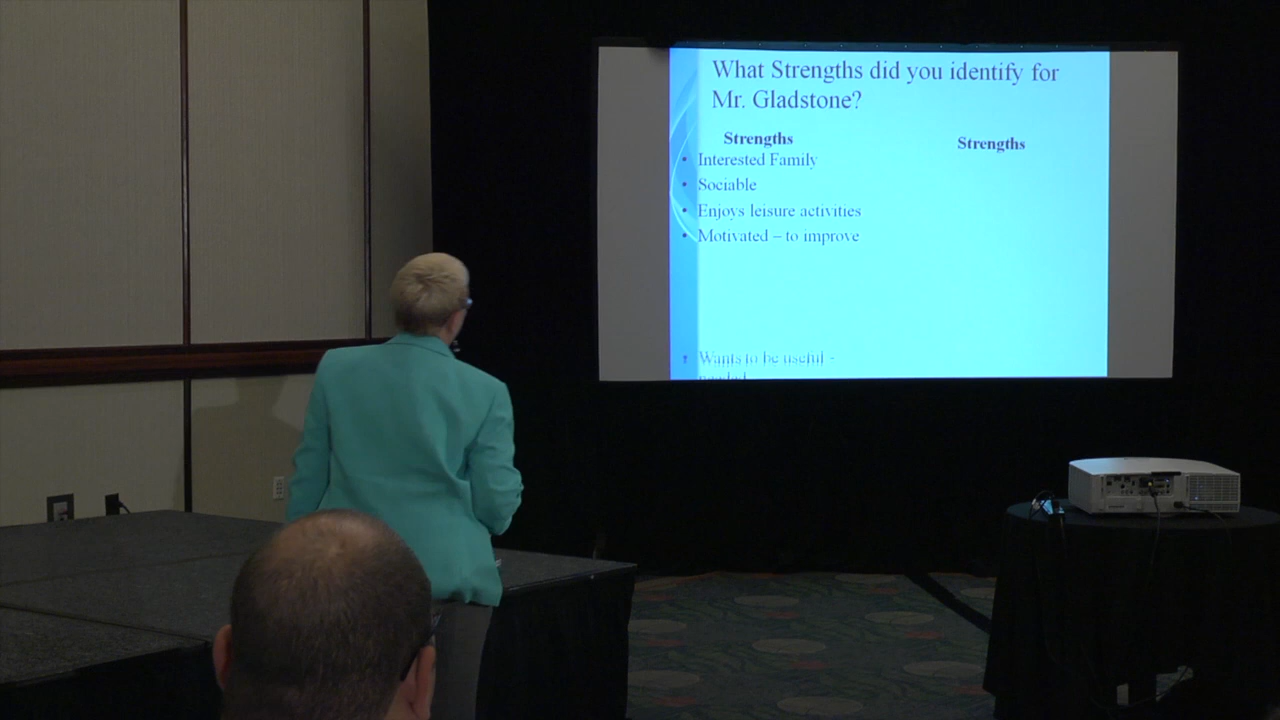 What Strengths did you identify for
Mr. Gladstone?
Strengths
Strengths
• Interested Family
• Sociable
• Enjoys leisure activities
• Motivated – to improve
• Wants to be useful -